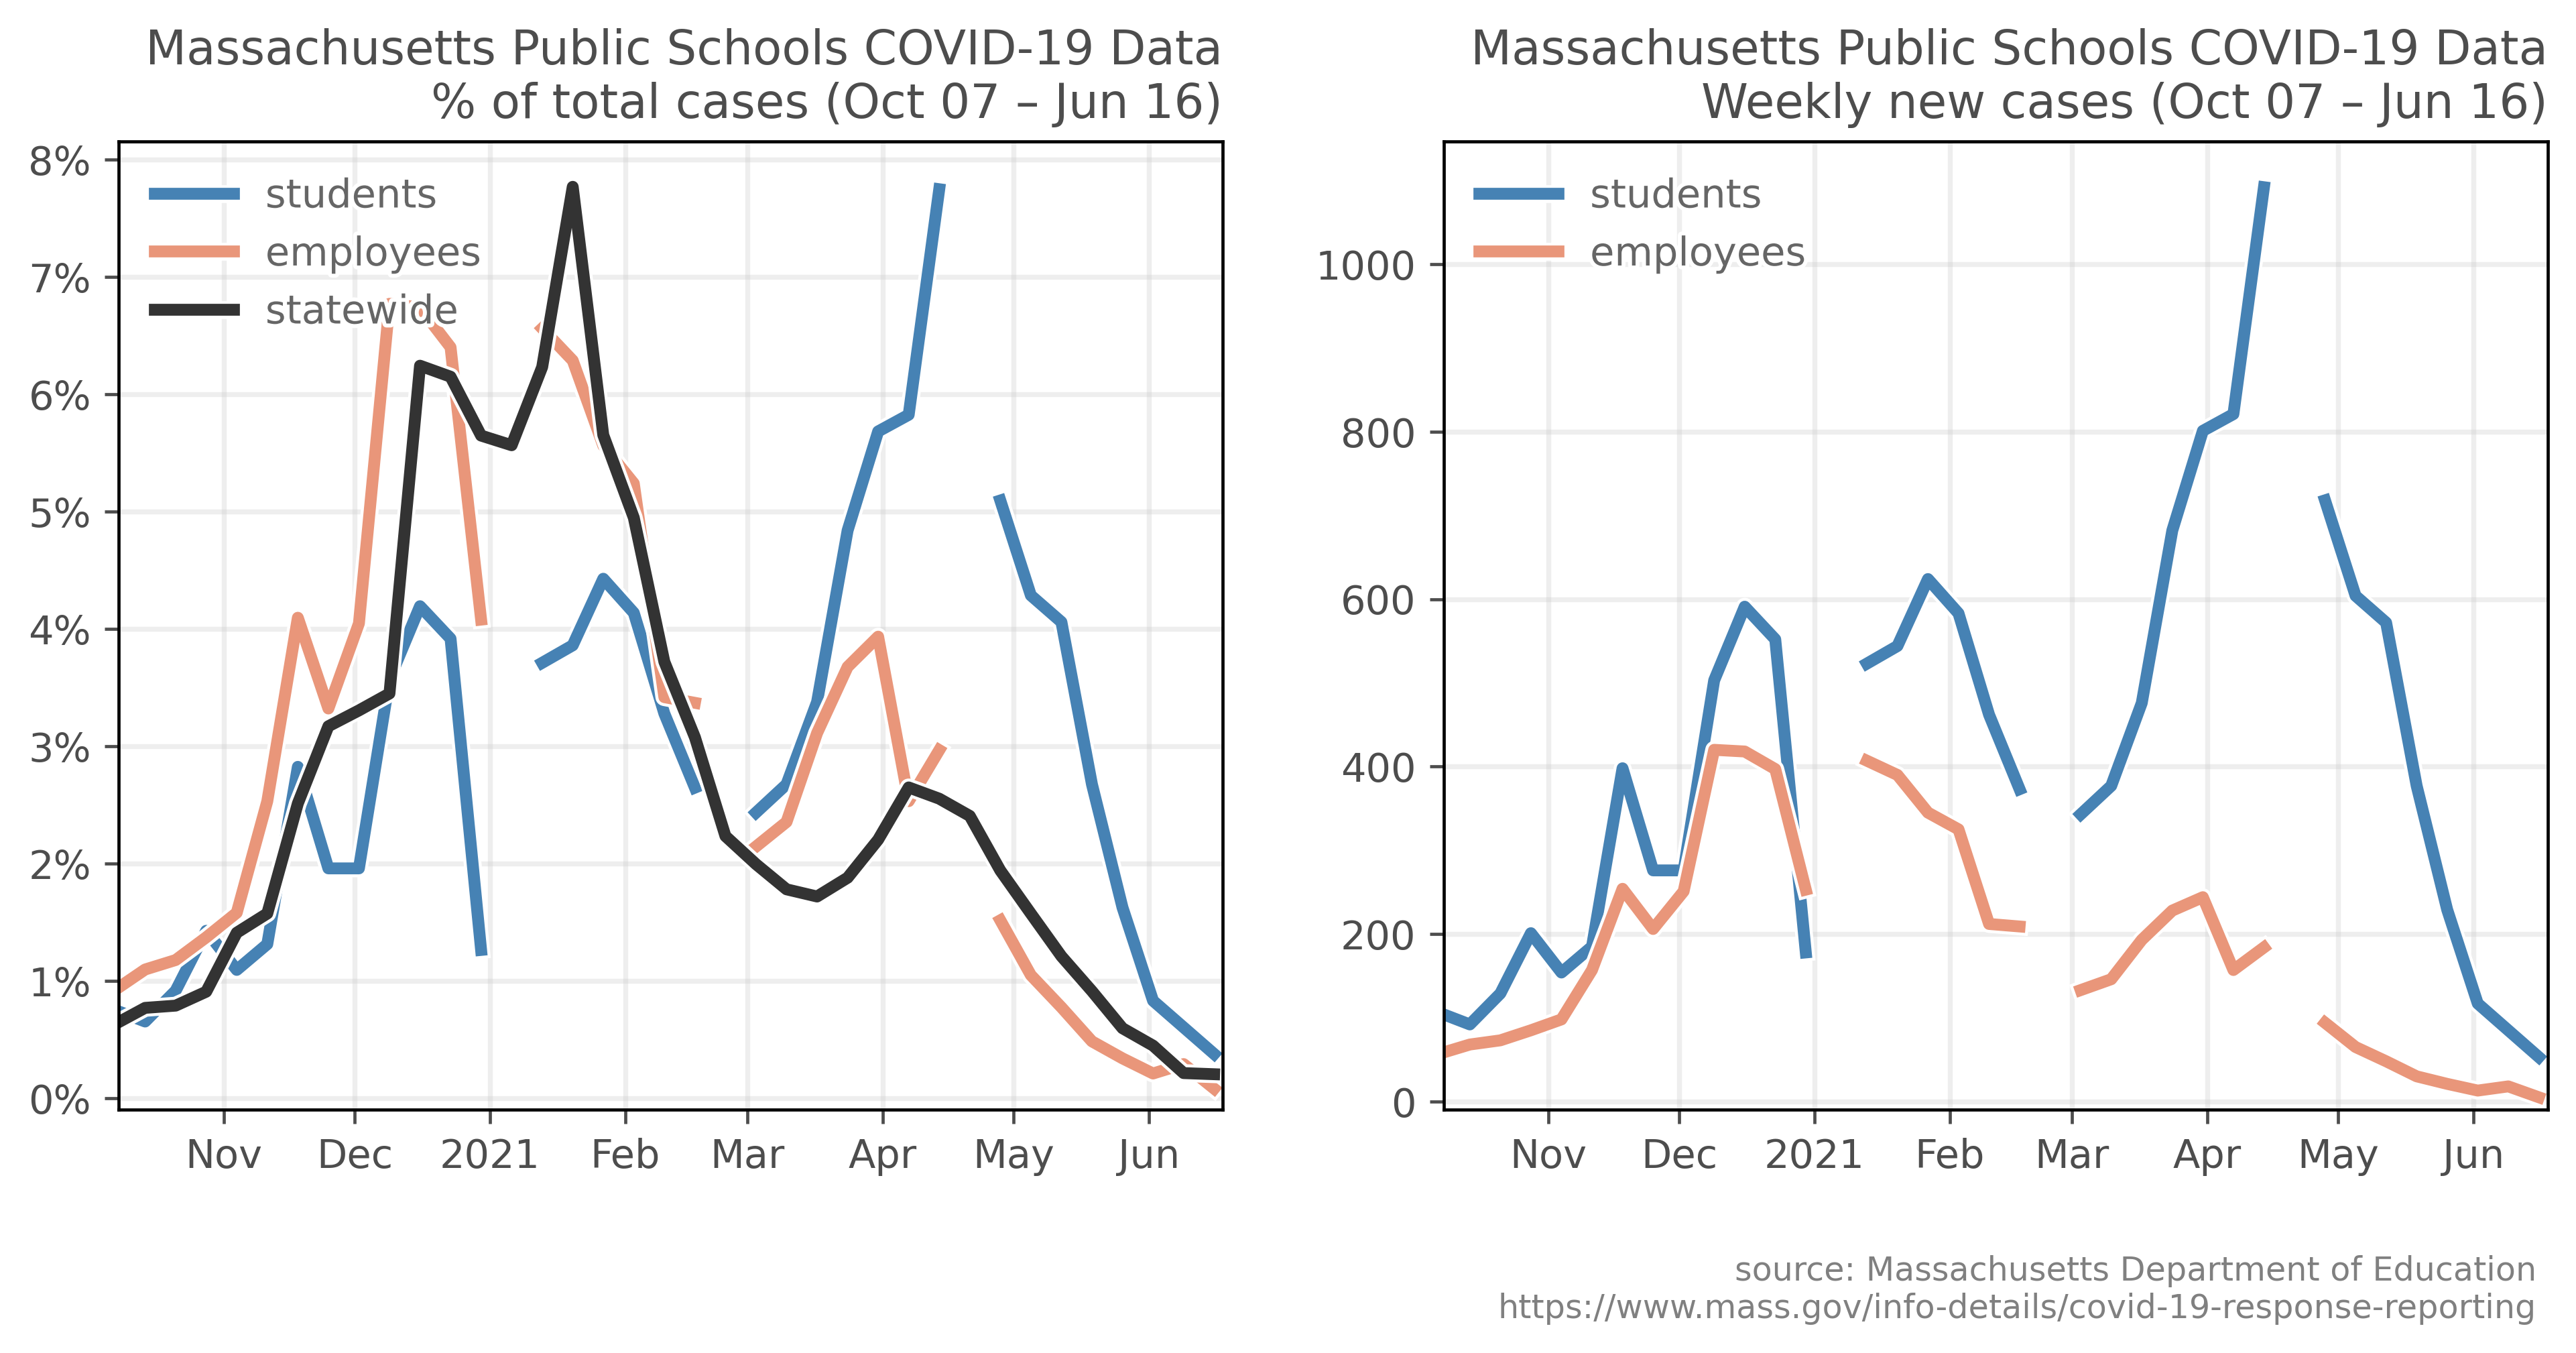 Massachusetts Public Schools COVID-19 Data
% of total cases (Oct 07 – Jun 16)
8%
7%
6%
5%
4%
3%
2%
1%
0%
students
employees
statewide
Nov Dec 2021 Feb Mar Apr May Jun
Massachusetts Public Schools COVID-19 Data
Weekly new cases (Oct 07 – Jun 16)
1000
800
600
400
200
0
students
employees
Nov Dec 2021 Feb Mar Apr May Jun
source: Massachusetts Department of Education
https://www.mass.gov/info-details/covid-19-response-reporting